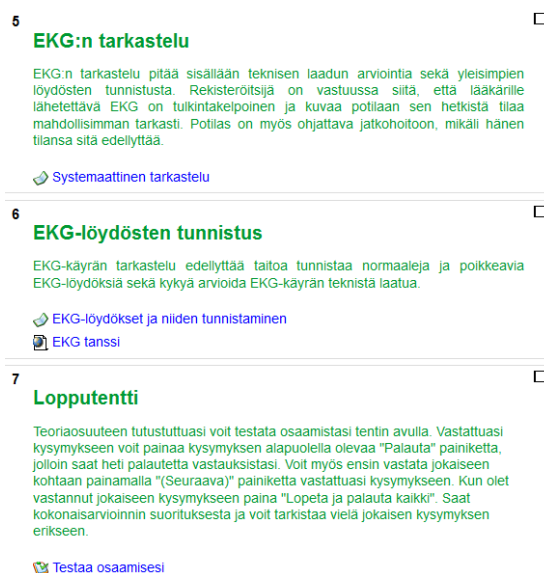 5
EKG:n tarkastelu
EKG:n tarkastelu pitää sisällään teknisen laadun arviointia sekä yleisimpien
löydösten tunnistusta. Rekisteröitsijä on vastuussa siitä, että lääkärille
lähetettävä EKG on tulkintakelpoinen ja kuvaa potilaan sen hetkistä tilaa
mahdollisimman tarkasti. Potilas on myös ohjattava jatkohoitoon, mikäli hänen
tilansa sitä edellyttää.
Systemaattinen tarkastelu
6
EKG-löydösten tunnistus
EKG-käyrän tarkastelu edellyttää taitoa tunnistaa normaaleja ja poikkeavia
EKG-löydöksiä sekä kykyä arvioida EKG-käyrän teknistä laatua.
EKG-löydökset ja niiden tunnistaminen
EKG tanssi
7
Lopputentti
Teoriaosuuteen tutustuttuasi voit testata osaamistasi tentin avulla. Vastattuasi
kysymykseen voit painaa kysymyksen alapuolella olevaa "Palauta" painiketta,
jolloin saat heti palautetta vastauksistasi. Voit myös ensin vastata jokaiseen
kohtaan painamalla "(Seuraava)" painiketta vastattuasi kysymykseen. Kun olet
vastannut jokaiseen kysymykseen paina "Lopeta ja palauta kaikki". Saat
kokonaisarvioinnin suorituksesta ja voit tarkistaa vielä jokaisen kysymyksen
erikseen.
Testaa osaamisesi